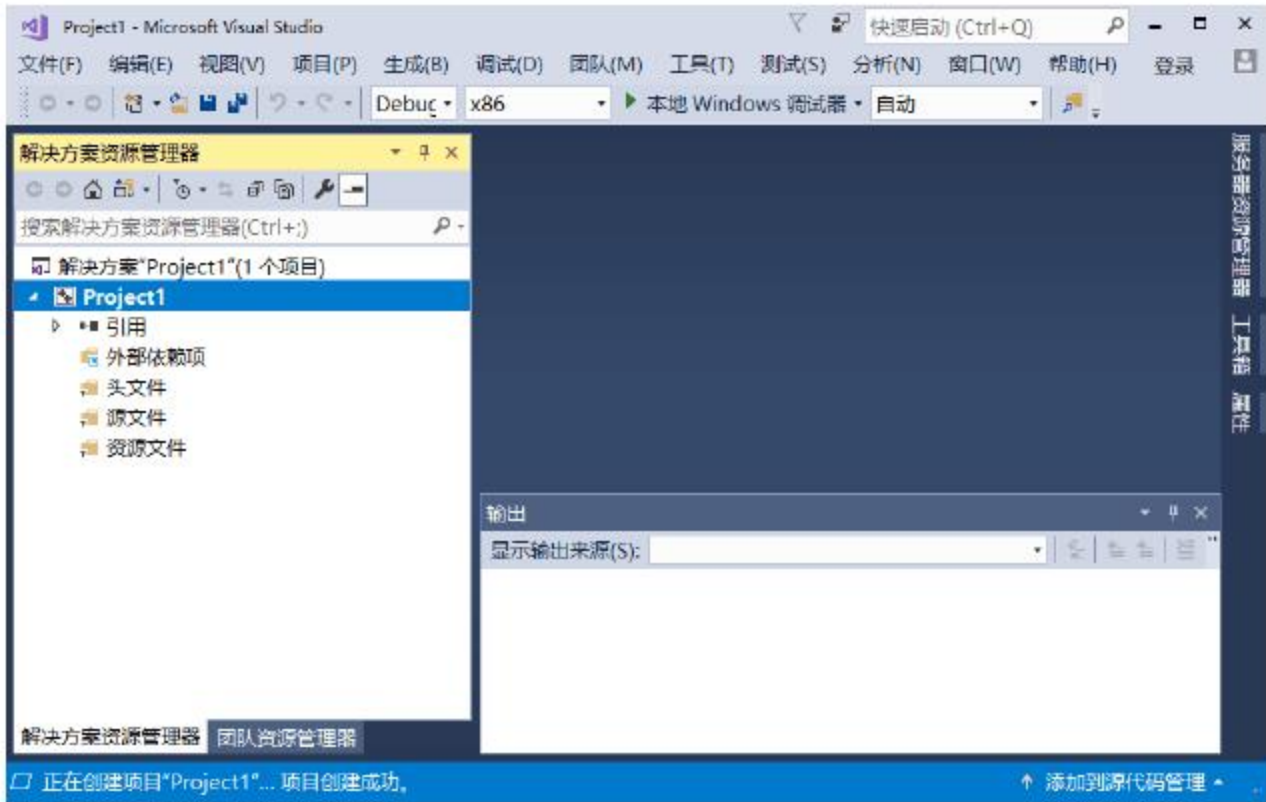 Project1 - Microsoft Visual Studio
快速启动 (Ctrl+Q)
文件(F) 编辑(E) 视图(V) 项目(P) 生成(B) 调试(D) 团队(M) 工具(T) 测试(S) 分析(N) 窗口(W) 帮助(H) 登录
Debug x86 本地 Windows 调试器 自动
解决方案资源管理器
搜索解决方案资源管理器(Ctrl+;)
解决方案"Project1"(1 个项目)
Project1
引用
外部依赖项
头文件
源文件
资源文件
解决方案资源管理器 团队资源管理器
输出
显示输出来源(S):
服务器资源管理器
工具箱
属性
正在创建项目"Project1"... 项目创建成功。
添加到源代码管理